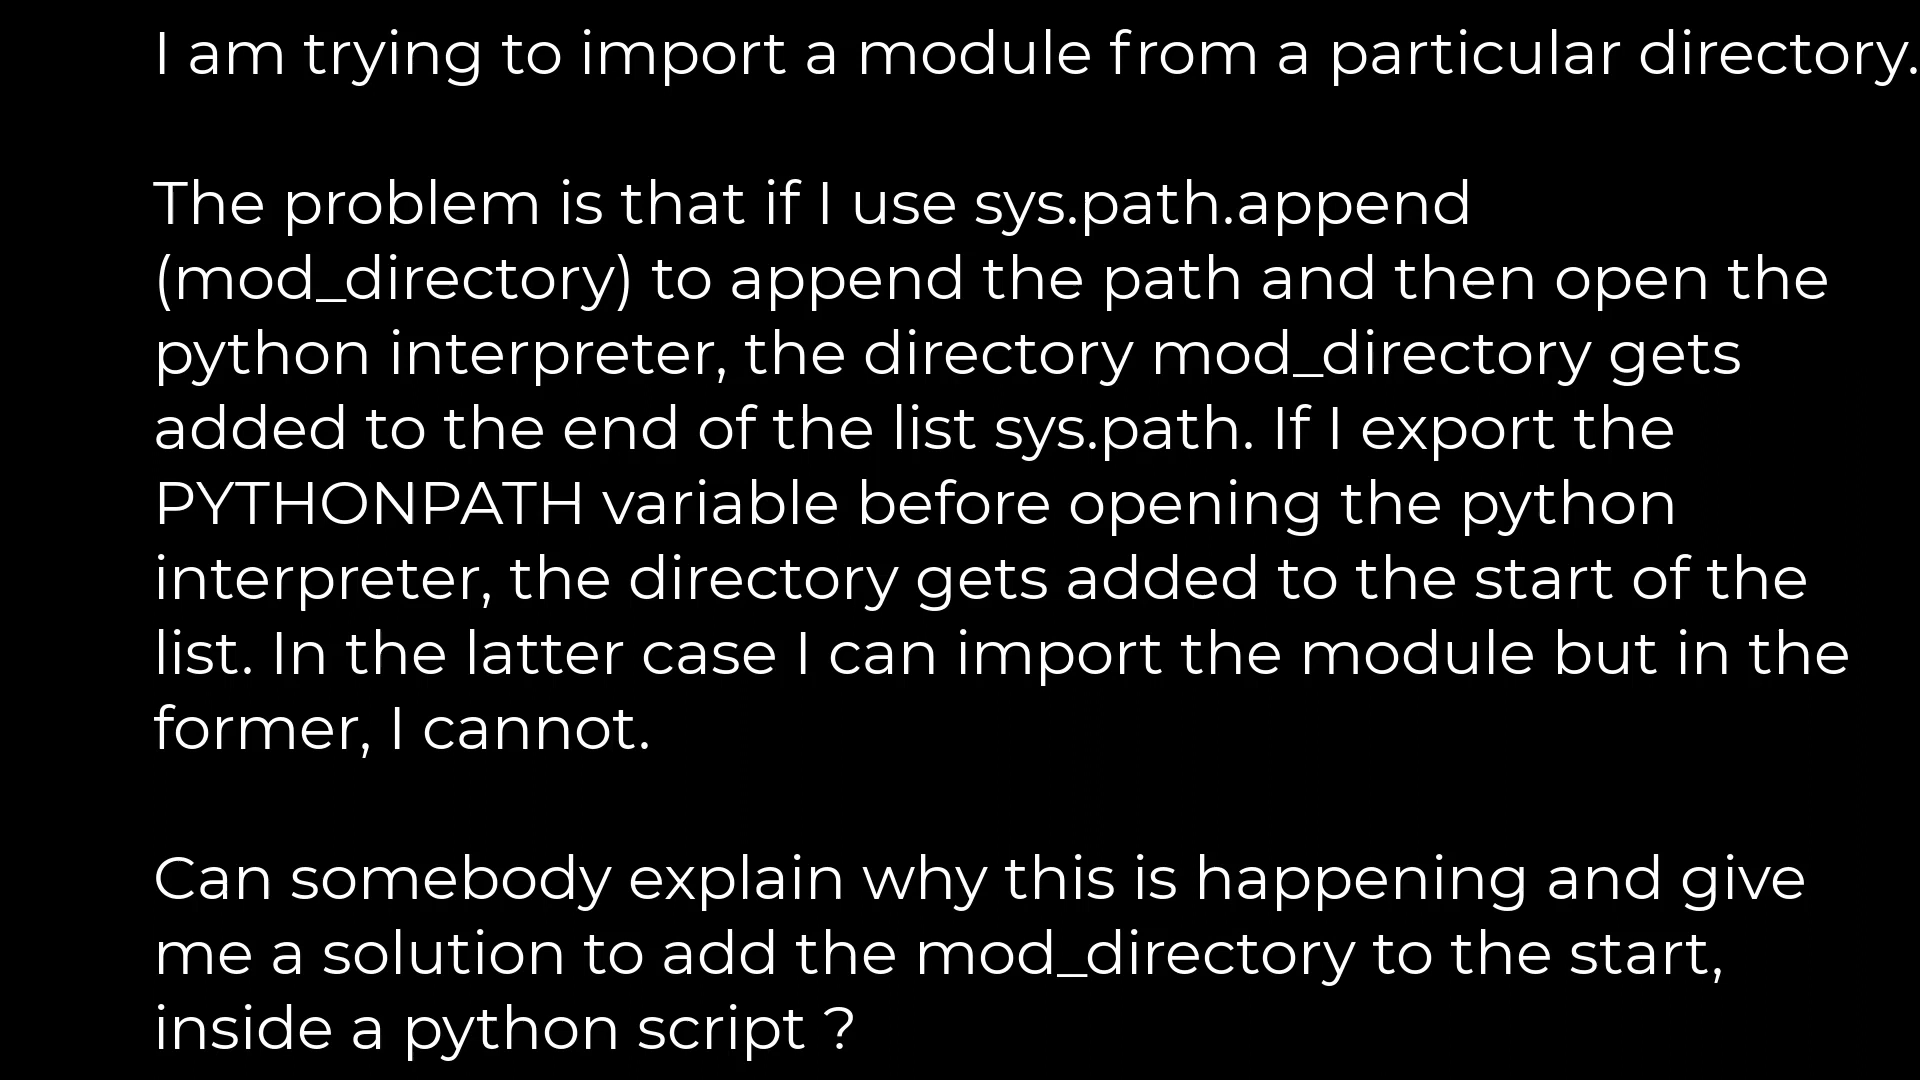 I am trying to import a module from a particular directory.
The problem is that if I use sys.path.append
(mod_directory) to append the path and then open the
python interpreter, the directory mod_directory gets
added to the end of the list sys.path. If I export the
PYTHONPATH variable before opening the python
interpreter, the directory gets added to the start of the
list. In the latter case I can import the module but in the
former, I cannot.
Can somebody explain why this is happening and give
me a solution to add the mod_directory to the start,
inside a python script ?